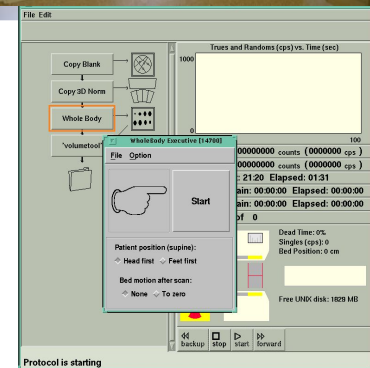 File Edit
Trues and Randoms (cps) vs. Time (sec)
1000
0
100
Copy Blank
Copy 3D Norm
Whole Body
'volumetool'
WholeBody Executive [14700]
File Option
Start
Patient position (supine):
Head first Feet first
Bed motion after scan:
None To zero
00000000 counts (0000000 cps )
00000000 counts (0000000 cps )
: 21:20 Elapsed: 01:31
ain: 00:00:00 Elapsed: 00:00:00
ain: 00:00:00 Elapsed: 00:00:00
of 0
Dead Time: 0%
Singles (cps): 0
Bed Position: 0 cm
Free UNIX disk: 1829 MB
backup stop start forward
Protocol is starting